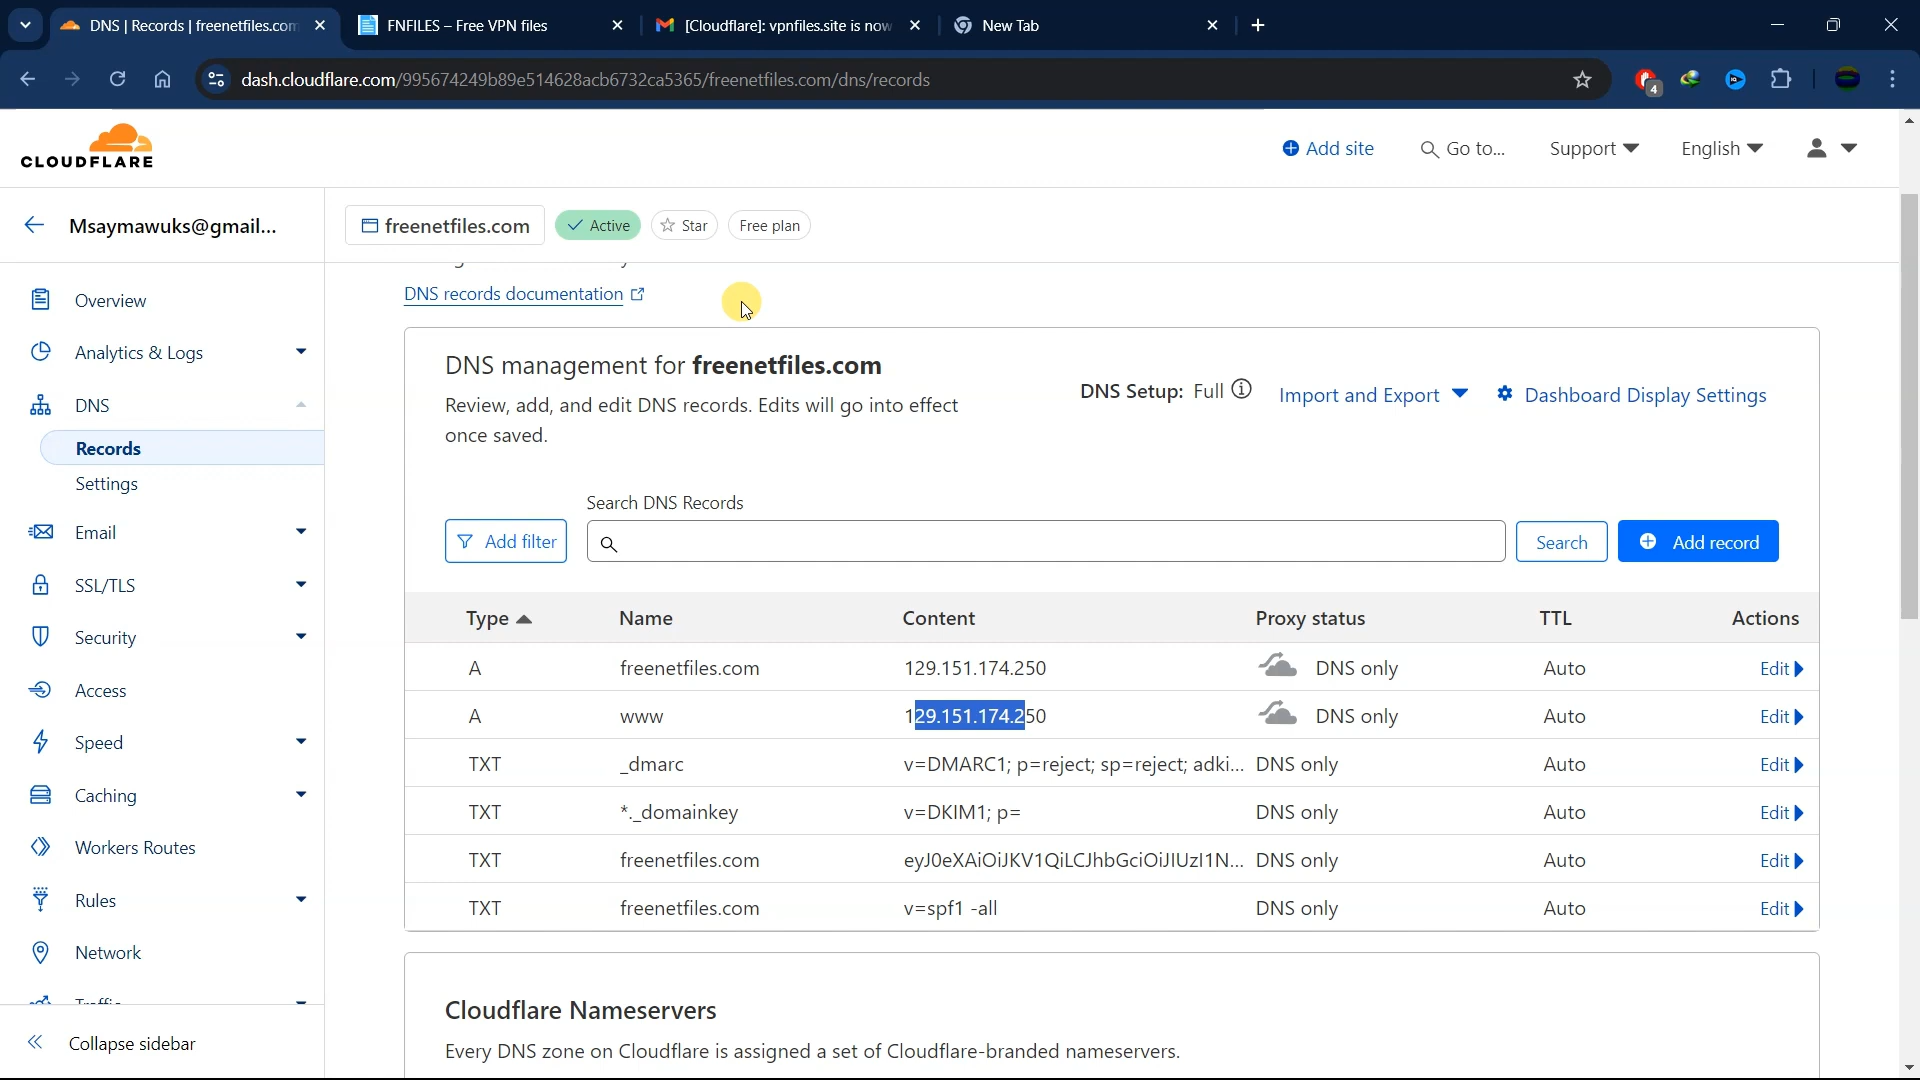 DNS | Records | freenetfiles.com
FNFILES – Free VPN files
[Cloudflare]: vpnfiles.site is now
New Tab
dash.cloudflare.com/995674249b89e514628acb6732ca5365/freenetfiles.com/dns/records
4
CLOUDFLARE
Add site
Go to...
Support
English
Msaymawuks@gmail...
freenetfiles.com
Active
Star
Free plan
Overview
Analytics & Logs
DNS
Records
Settings
Email
SSL/TLS
Security
Access
Speed
Caching
Workers Routes
Rules
Network
Collapse sidebar
DNS records documentation
DNS management for freenetfiles.com
Review, add, and edit DNS records. Edits will go into effect
once saved.
DNS Setup: Full
Import and Export
Dashboard Display Settings
Search DNS Records
Add filter
Search
Add record
Type Name Content Proxy status TTL Actions
A freenetfiles.com 129.151.174.250 DNS only Auto Edit
A www 129.151.174.250 DNS only Auto Edit
TXT _dmarc v=DMARC1; p=reject; sp=reject; adki... DNS only Auto Edit
TXT *._domainkey v=DKIM1; p= DNS only Auto Edit
TXT freenetfiles.com eyJ0eXAiOiJKV1QiLCJhbGciOiJIUzI1N... DNS only Auto Edit
TXT freenetfiles.com v=spf1 -all DNS only Auto Edit
Cloudflare Nameservers
Every DNS zone on Cloudflare is assigned a set of Cloudflare-branded nameservers.